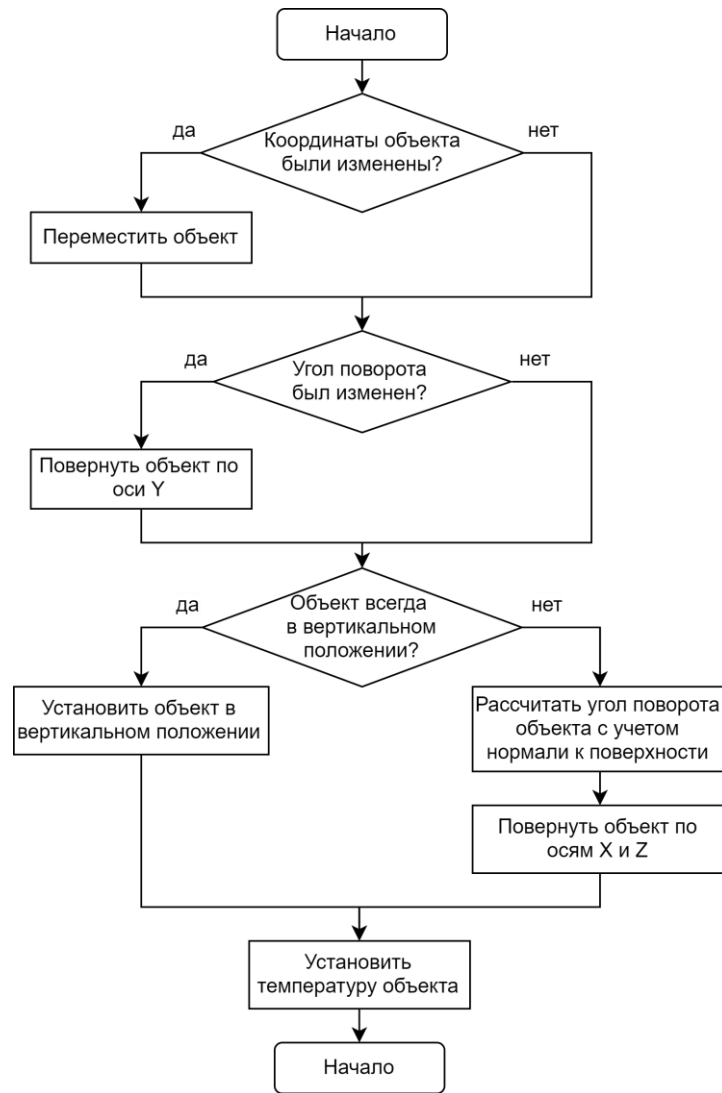 Начало
да
Координаты объекта
были изменены?
нет
Переместить объект
да
Угол поворота
был изменен?
нет
Повернуть объект по
оси Y
да
Объект всегда
в вертикальном
положении?
нет
Установить объект в
вертикальном положении
Рассчитать угол поворота
объекта с учетом
нормали к поверхности
Повернуть объект по
осям X и Z
Установить
температуру объекта
Начало